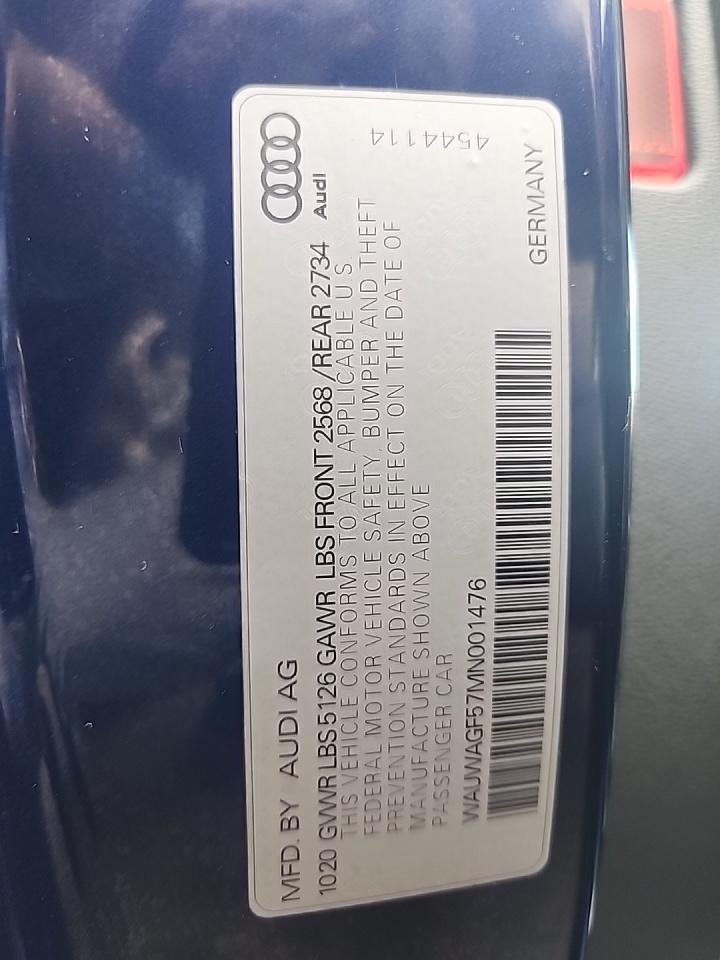 MFD. BY AUDI AG
1020 GVWR LBS 5126 GAWR LBS FRONT 2568 /REAR 2734
Audi
THIS VEHICLE CONFORMS TO ALL APPLICABLE U S
FEDERAL MOTOR VEHICLE SAFETY, BUMPER AND THEFT
PREVENTION STANDARDS IN EFFECT ON THE DATE OF
MANUFACTURE SHOWN ABOVE
PASSENGER CAR
4544114
WAUWAGF57MN001476
GERMANY